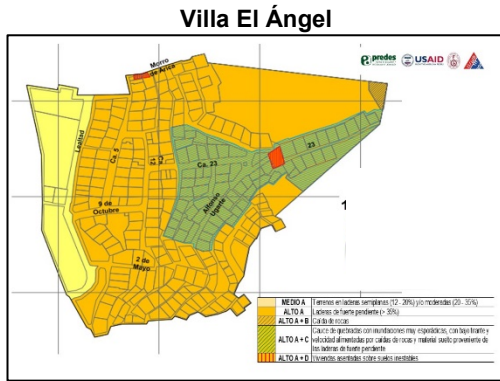 Villa El Ángel
predes USAID
Morro
de Arica
Lealtad
Ca. 5
Ca. 12
Ca. 23
23
Alfonso
Ugarte
9 de
Octubre
2 de
Mayo
1
MEDIO A Terrenos en laderas semiplanas (12 - 20%) y/o moderadas (20 - 35%)
ALTO A Laderas de fuerte pendiente (> 35%)
ALTO A + B Caída de rocas
ALTO A + C Cauce de quebradas con inundaciones muy esporádicas, con bajo tirante y
velocidad alimentadas por caídas de rocas y material suelto proveniente de
las laderas de fuerte pendiente
ALTO A + D Viviendas asentadas sobre suelos inestables